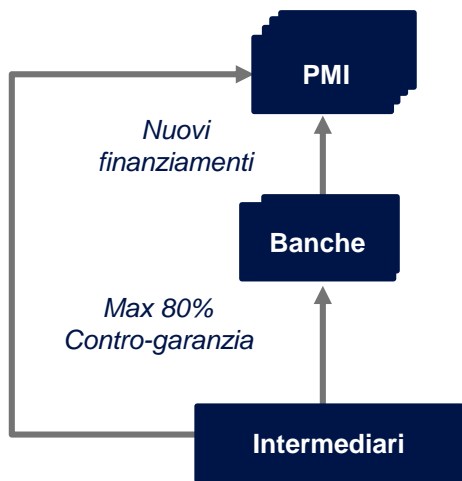 PMI
Nuovi
finanziamenti
Banche
Max 80%
Contro-garanzia
Intermediari